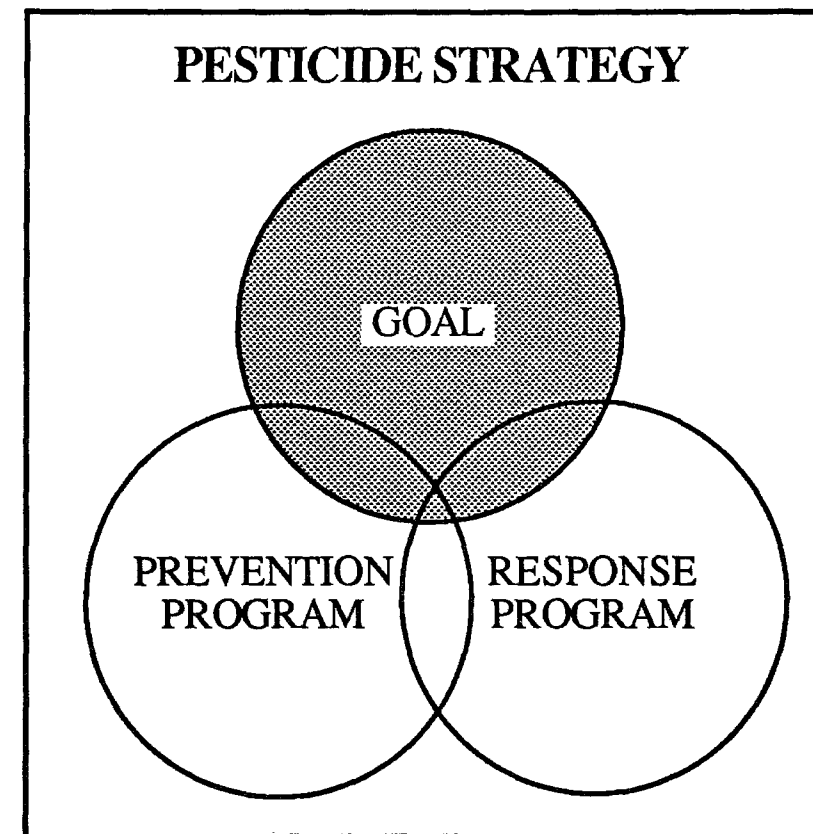 PESTICIDE STRATEGY
GOAL
PREVENTION
PROGRAM
RESPONSE
PROGRAM